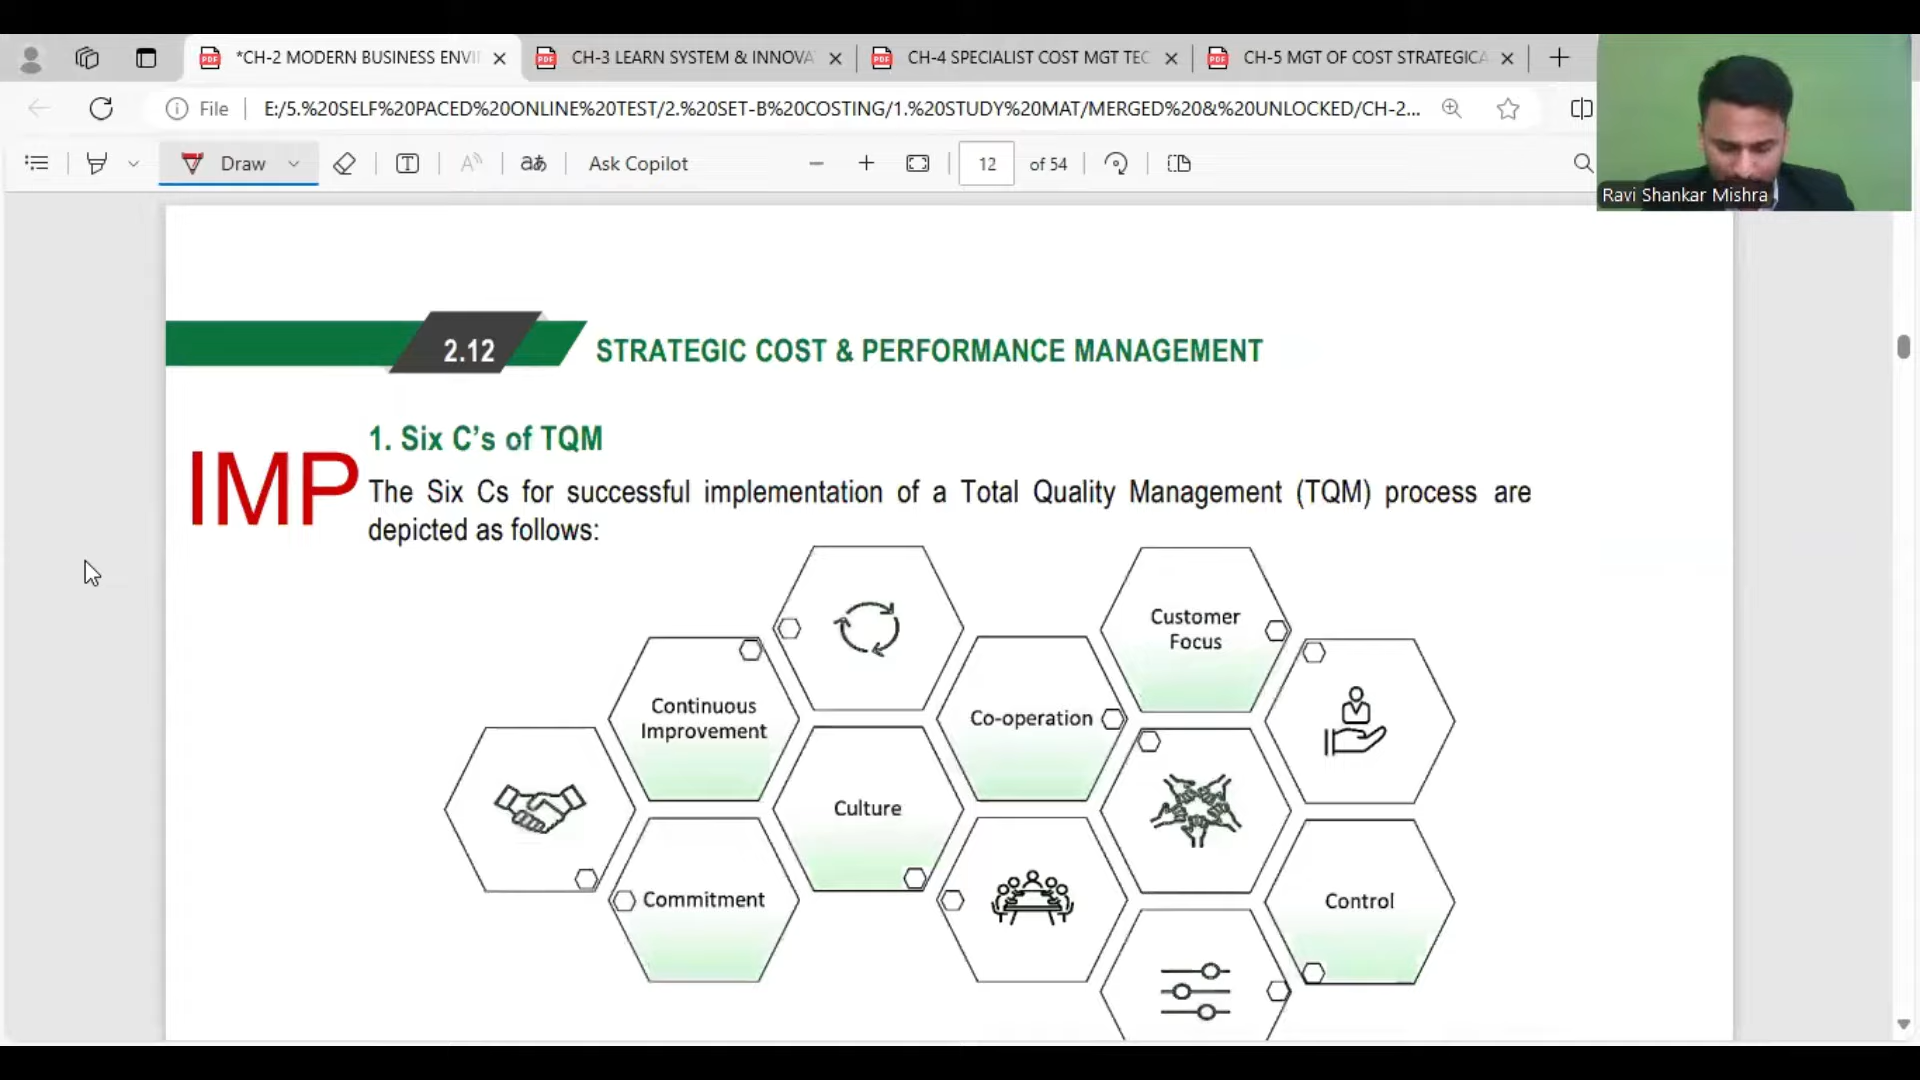 *CH-2 MODERN BUSINESS ENVI
CH-3 LEARN SYSTEM & INNOVA
CH-4 SPECIALIST COST MGT TEC
CH-5 MGT OF COST STRATEGICA
File
E:/5.%20SELF%20PACED%20ONLINE%20TEST/2.%20SET-B%20COSTING/1.%20STUDY%20MAT/MERGED%20&%20UNLOCKED/CH-2...
Draw
Ask Copilot
12 of 54
Ravi Shankar Mishra
2.12
STRATEGIC COST & PERFORMANCE MANAGEMENT
1. Six C's of TQM
IMP
The Six Cs for successful implementation of a Total Quality Management (TQM) process are
depicted as follows:
Customer
Focus
Continuous
Improvement
Co-operation
Culture
Commitment
Control